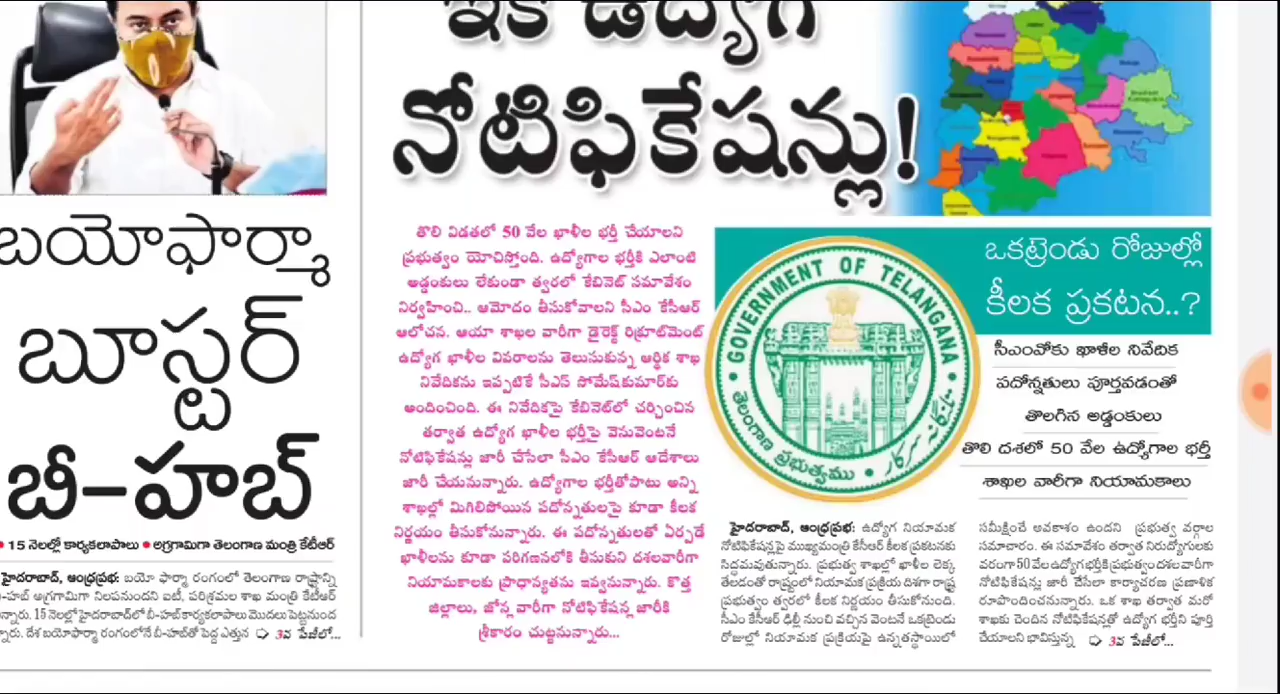 బయోఫార్మా
బూస్టర్
బీ-హబ్
15 నెలల్లో కార్యకలాపాలు ● అగ్రగామిగా తెలంగాణ మంత్రి కేటీఆర్
హైదరాబాద్, ఆంధ్రప్రభ: బయో ఫార్మా రంగంలో తెలంగాణ రాష్ట్రాన్ని
బీ-హబ్ అగ్రగామిగా నిలపనుందని ఐటీ, పరిశ్రమల శాఖ మంత్రి కేటీఆర్
న్నారు. 15 నెలల్లో హైదరాబాద్‌లో బీ-హబ్ కార్యకలాపాలు మొదలు పెట్టనుంద
న్నారు. దేశ బయోఫార్మా రంగంలోనే బీ-హబ్‌తో పెద్ద ఎత్తున ➪ 3వ పేజీలో...
ఇక ఉద్యోగ
నోటిఫికేషన్లు!
తొలి విడతలో 50 వేల ఖాళీల భర్తీ చేయాలని
ప్రభుత్వం యోచిస్తోంది. ఉద్యోగాల భర్తీకి ఎలాంటి
అడ్డంకులు లేకుండా త్వరలో కేబినెట్ సమావేశం
నిర్వహించి.. ఆమోదం తీసుకోవాలని సీఎం కేసీఆర్
ఆలోచన. ఆయా శాఖల వారీగా డైరెక్ట్ రిక్రూట్‌మెంట్
ఉద్యోగ ఖాళీల వివరాలను తెలుసుకున్న ఆర్థిక శాఖ
నివేదికను ఇప్పటికే సీఎస్ సోమేష్‌కుమార్‌కు
అందించింది. ఈ నివేదికపై కేబినెట్‌లో చర్చించిన
తర్వాత ఉద్యోగ ఖాళీల భర్తీపై వెనువెంటనే
నోటిఫికేషన్లు జారీ చేసేలా సీఎం కేసీఆర్ ఆదేశాలు
జారీ చేయనున్నారు. ఉద్యోగాల భర్తీతోపాటు అన్ని
శాఖల్లో మిగిలిపోయిన పదోన్నతులపై కూడా కీలక
నిర్ణయం తీసుకోనున్నారు. ఈ పదోన్నతులతో ఏర్పడే
ఖాళీలను కూడా పరిగణనలోకి తీసుకుని దశలవారీగా
నియామకాలకు ప్రాధాన్యతను ఇవ్వనున్నారు. కొత్త
జిల్లాలు, జోన్ల వారీగా నోటిఫికేషన్ల జారీకి
శ్రీకారం చుట్టనున్నారు...
GOVERNMENT OF TELANGANA
తెలంగాణ ప్రభుత్వము
ఒకట్రెండు రోజుల్లో
కీలక ప్రకటన..?
సీఎంవోకు ఖాళీల నివేదిక
పదోన్నతులు పూర్తవడంతో
తొలగిన అడ్డంకులు
తొలి దశలో 50 వేల ఉద్యోగాల భర్తీ
శాఖల వారీగా నియామకాలు
హైదరాబాద్, ఆంధ్రప్రభ: ఉద్యోగ నియామక
నోటిఫికేషన్లపై ముఖ్యమంత్రి కేసీఆర్ కీలక ప్రకటనకు
సిద్ధమవుతున్నారు. ప్రభుత్వ శాఖల్లో ఖాళీల లెక్క
తేలడంతో రాష్ట్రంలో నియామక ప్రక్రియ దిశగా రాష్ట్ర
ప్రభుత్వం త్వరలో కీలక నిర్ణయం తీసుకోనుంది.
సీఎం కేసీఆర్ ఢిల్లీ నుంచి వచ్చిన వెంటనే ఒకట్రెండు
రోజుల్లో నియామక ప్రక్రియపై ఉన్నతస్థాయిలో
సమీక్షించే అవకాశం ఉందని ప్రభుత్వ వర్గాల
సమాచారం. ఈ సమావేశం తర్వాత నిరుద్యోగులకు
వరంగా 50 వేల ఉద్యోగ భర్తీకి ప్రభుత్వం దశలవారీగా
నోటిఫికేషన్లు జారీ చేసేలా కార్యాచరణ ప్రణాళిక
రూపొందించనున్నారు. ఒక శాఖ తర్వాత మరో
శాఖకు చెందిన నోటిఫికేషన్లతో ఉద్యోగ భర్తీని పూర్తి
చేయాలని భావిస్తున్న ➪ 3వ పేజీలో...